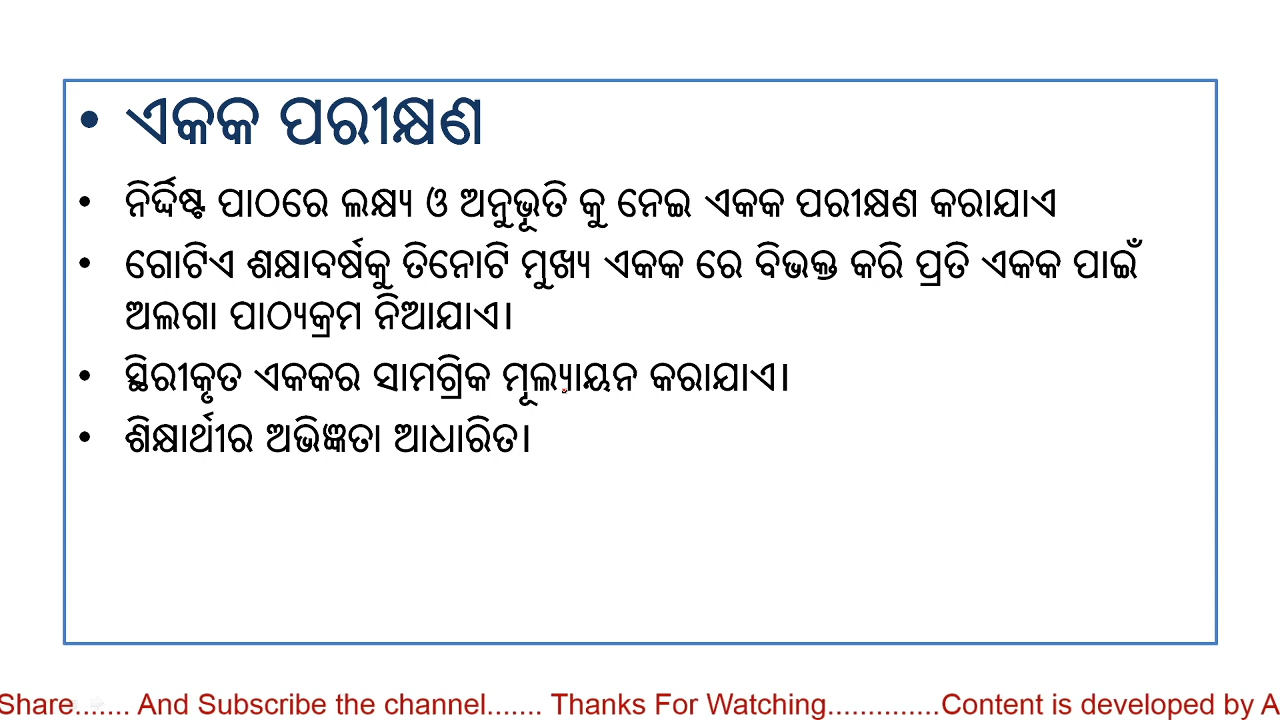 • ଏକକ ପରୀକ୍ଷଣ
• ନିର୍ଦ୍ଦିଷ୍ଟ ପାଠରେ ଲକ୍ଷ୍ୟ ଓ ଅନୁଭୂତି କୁ ନେଇ ଏକକ ପରୀକ୍ଷଣ କରାଯାଏ
• ଗୋଟିଏ ଶକ୍ଷାବର୍ଷକୁ ତିନୋଟି ମୁଖ୍ୟ ଏକକ ରେ ବିଭକ୍ତ କରି ପ୍ରତି ଏକକ ପାଇଁ
ଅଲଗା ପାଠ୍ୟକ୍ରମ ନିଆଯାଏ।
• ସ୍ଥିରୀକୃତ ଏକକର ସାମଗ୍ରିକ ମୂଲ୍ୟାୟନ କରାଯାଏ।
• ଶିକ୍ଷାର୍ଥୀର ଅଭିଜ୍ଞତା ଆଧାରିତ।
Share....... And Subscribe the channel....... Thanks For Watching..............Content is developed by A